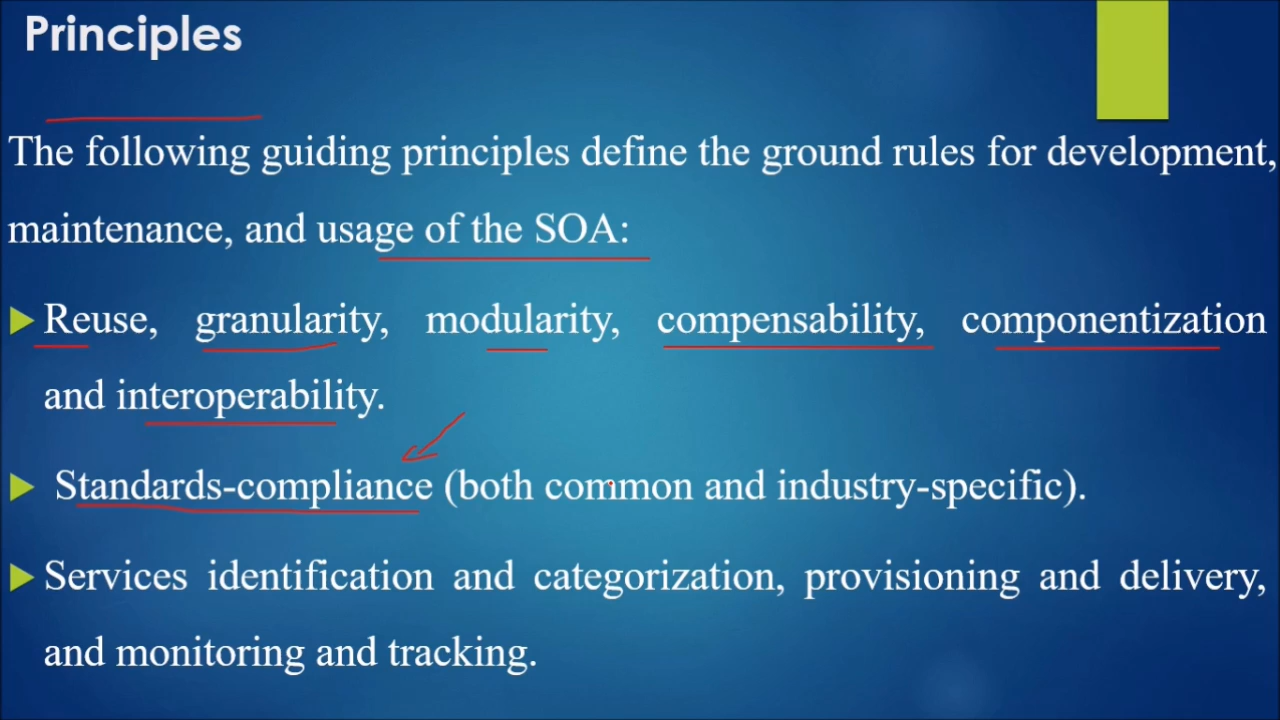 Principles
The following guiding principles define the ground rules for development,
maintenance, and usage of the SOA:
Reuse, granularity, modularity, compensability, componentization
and interoperability.
Standards-compliance (both common and industry-specific).
Services identification and categorization, provisioning and delivery,
and monitoring and tracking.